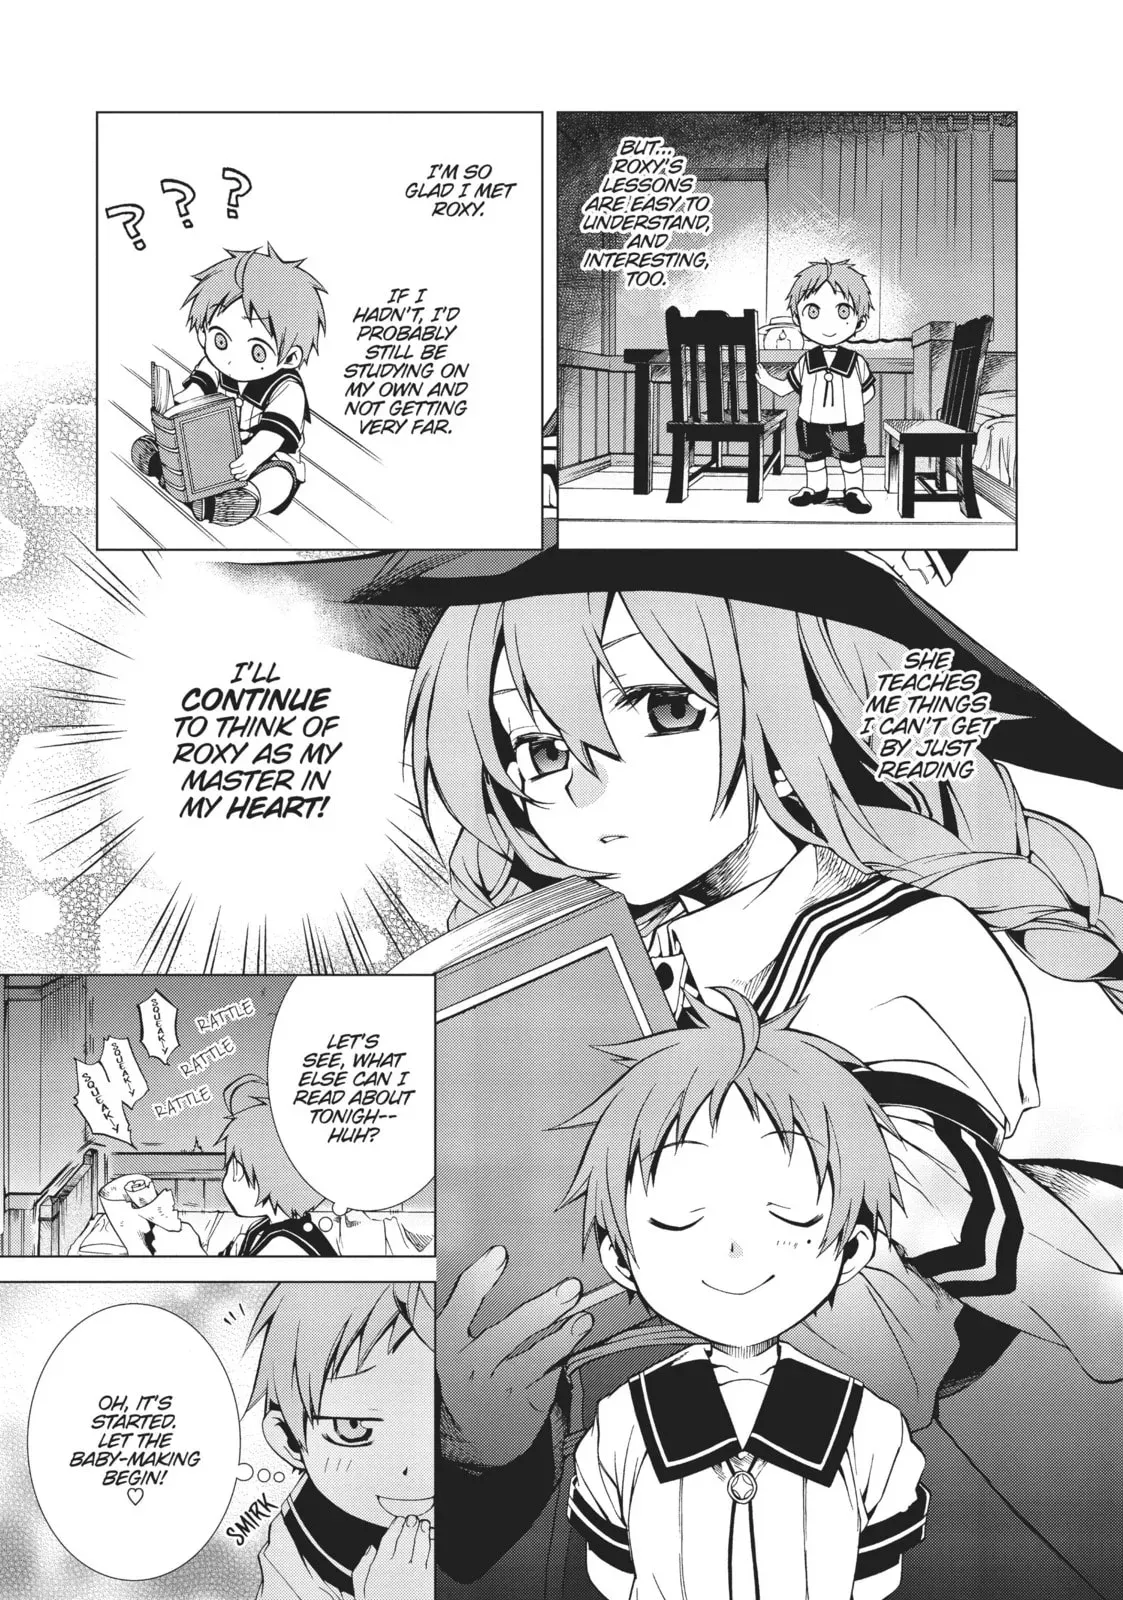 BUT...
ROXY'S
LESSONS
ARE EASY TO
UNDERSTAND,
AND
INTERESTING,
TOO.
I'M SO
GLAD I MET
ROXY.
IF I
HADN'T, I'D
PROBABLY
STILL BE
STUDYING ON
MY OWN AND
NOT GETTING
VERY FAR.
? ? ?
SHE
TEACHES
ME THINGS
I CAN'T GET
BY JUST
READING
I'LL
CONTINUE
TO THINK OF
ROXY AS MY
MASTER IN
MY HEART!
LET'S
SEE, WHAT
ELSE CAN I
READ ABOUT
TONIGH--
HUH?
RATTLE
RATTLE
RATTLE
SQUEAK!
SQUEAK!
SQUEAK!
OH, IT'S
STARTED.
LET THE
BABY-MAKING
BEGIN!
♡
SMIRK